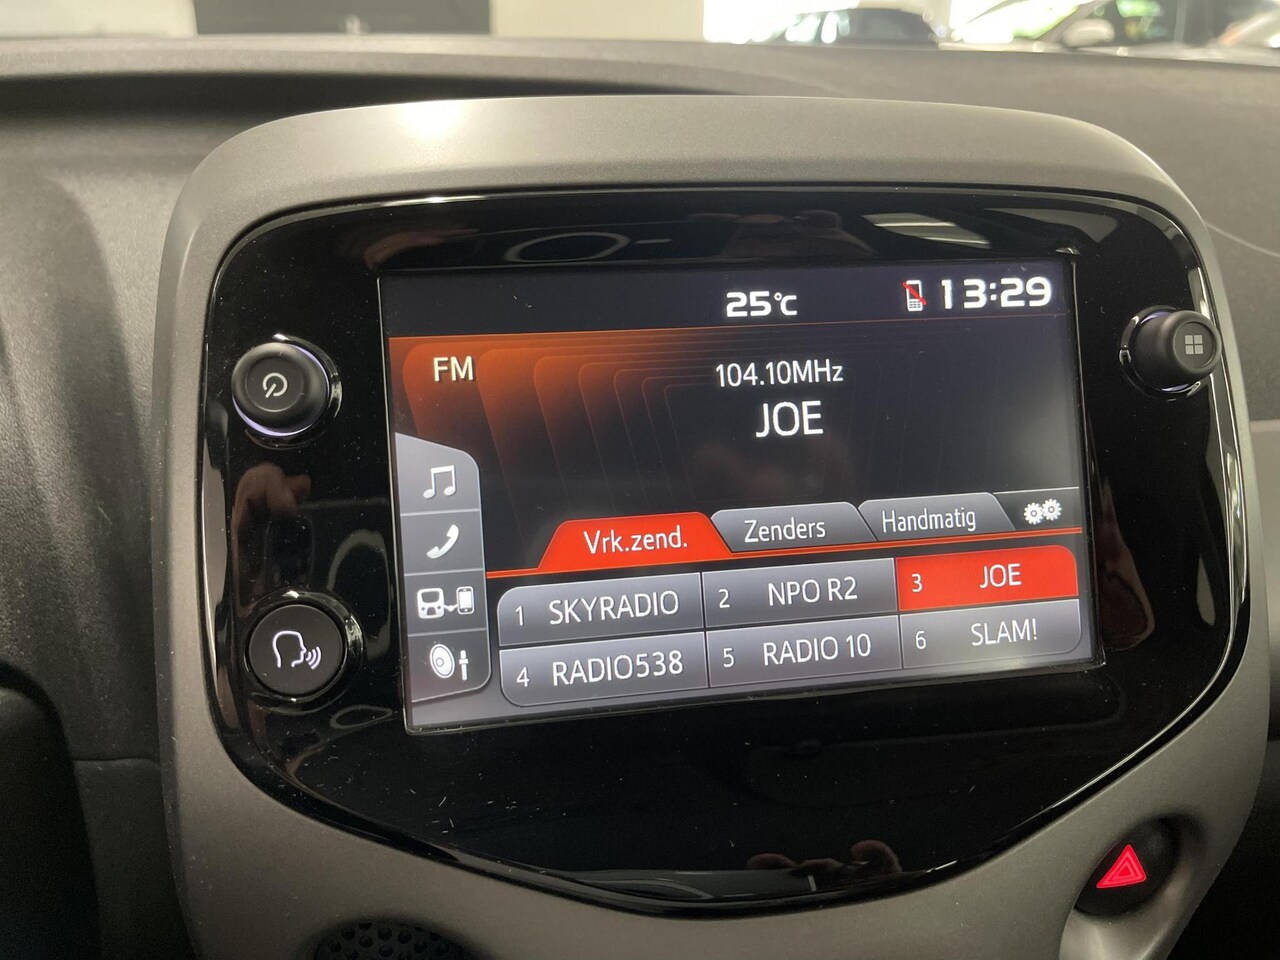 25°C 13:29
FM
104.10MHz
JOE
Vrk.zend. Zenders Handmatig
1 SKYRADIO 2 NPO R2 3 JOE
4 RADIO538 5 RADIO 10 6 SLAM!